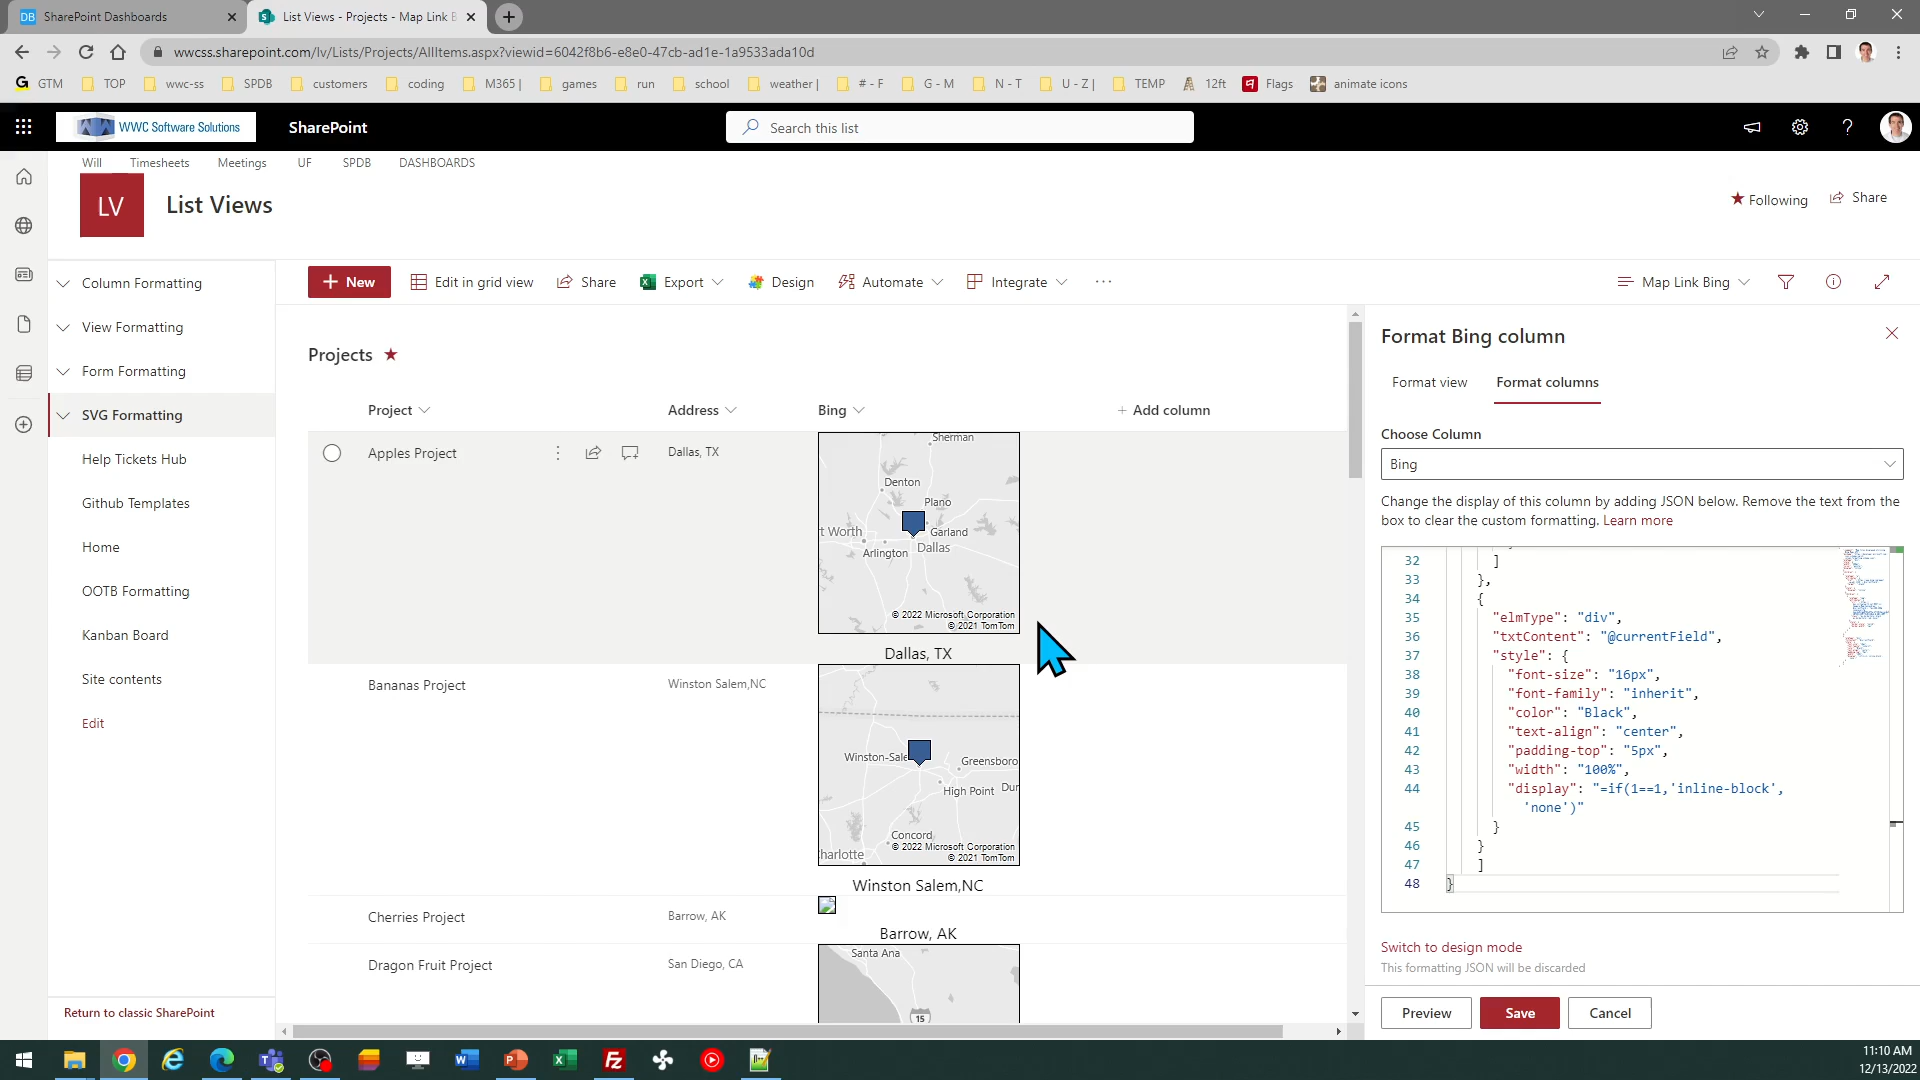 SharePoint Dashboards
List Views - Projects - Map Link B
wwcss.sharepoint.com/lv/Lists/Projects/AllItems.aspx?viewid=6042f8b6-e8e0-47cb-ad1e-1a9533ada10d
G GTM TOP wwc-ss SPDB customers coding M365 | games run school weather | # - F G - M N - T U - Z | TEMP 12ft Flags animate icons
WWC Software Solutions SharePoint Search this list
Will Timesheets Meetings UF SPDB DASHBOARDS
LV List Views
Following Share
Column Formatting
View Formatting
Form Formatting
SVG Formatting
Help Tickets Hub
Github Templates
Home
OOTB Formatting
Kanban Board
Site contents
Edit
Return to classic SharePoint
+ New Edit in grid view Share Export Design Automate Integrate ... Map Link Bing
Projects
Project Address Bing + Add column
Apples Project Dallas, TX
Sherman
Denton
Plano
t Worth Garland
Arlington Dallas
© 2022 Microsoft Corporation
© 2021 TomTom
Dallas, TX
Bananas Project Winston Salem,NC
Winston-Sale Greensboro
High Point Dur
Concord
© 2022 Microsoft Corporation
harlotte © 2021 TomTom
Winston Salem,NC
Cherries Project Barrow, AK
Barrow, AK
Dragon Fruit Project San Diego, CA
Santa Ana
15
Format Bing column
Format view Format columns
Choose Column
Bing
Change the display of this column by adding JSON below. Remove the text from the
box to clear the custom formatting. Learn more
32 ]
33 },
34 {
35 "elmType": "div",
36 "txtContent": "@currentField",
37 "style": {
38 "font-size": "16px",
39 "font-family": "inherit",
40 "color": "Black",
41 "text-align": "center",
42 "padding-top": "5px",
43 "width": "100%",
44 "display": "=if(1==1,'inline-block',
'none')"
45 }
46 }
47 ]
48 }
Switch to design mode
This formatting JSON will be discarded
Preview Save Cancel
11:10 AM
12/13/2022